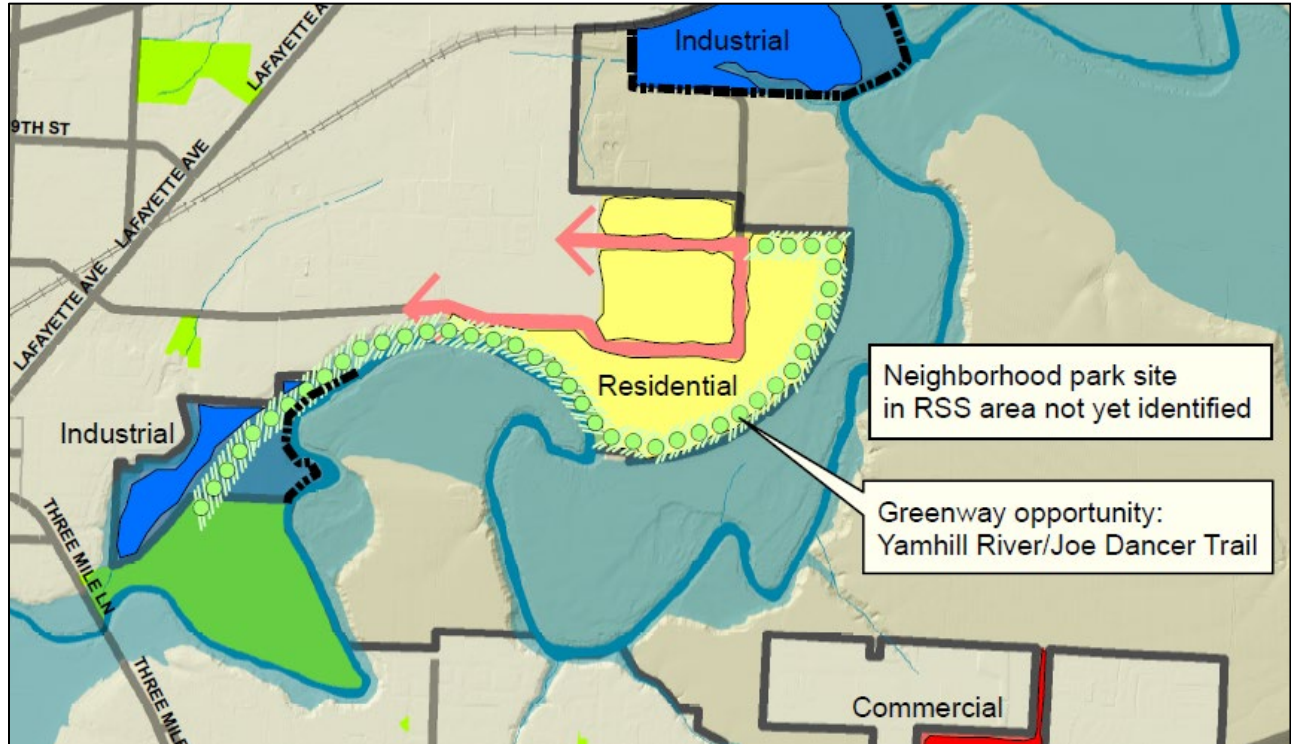 Industrial
LAFAYETTE AVE
9TH ST
LAFAYETTE AVE
LAFAYETTE AVE
Residential
Neighborhood park site
in RSS area not yet identified
Industrial
Greenway opportunity:
Yamhill River/Joe Dancer Trail
THREE MILE LN
THREE MILE
Commercial